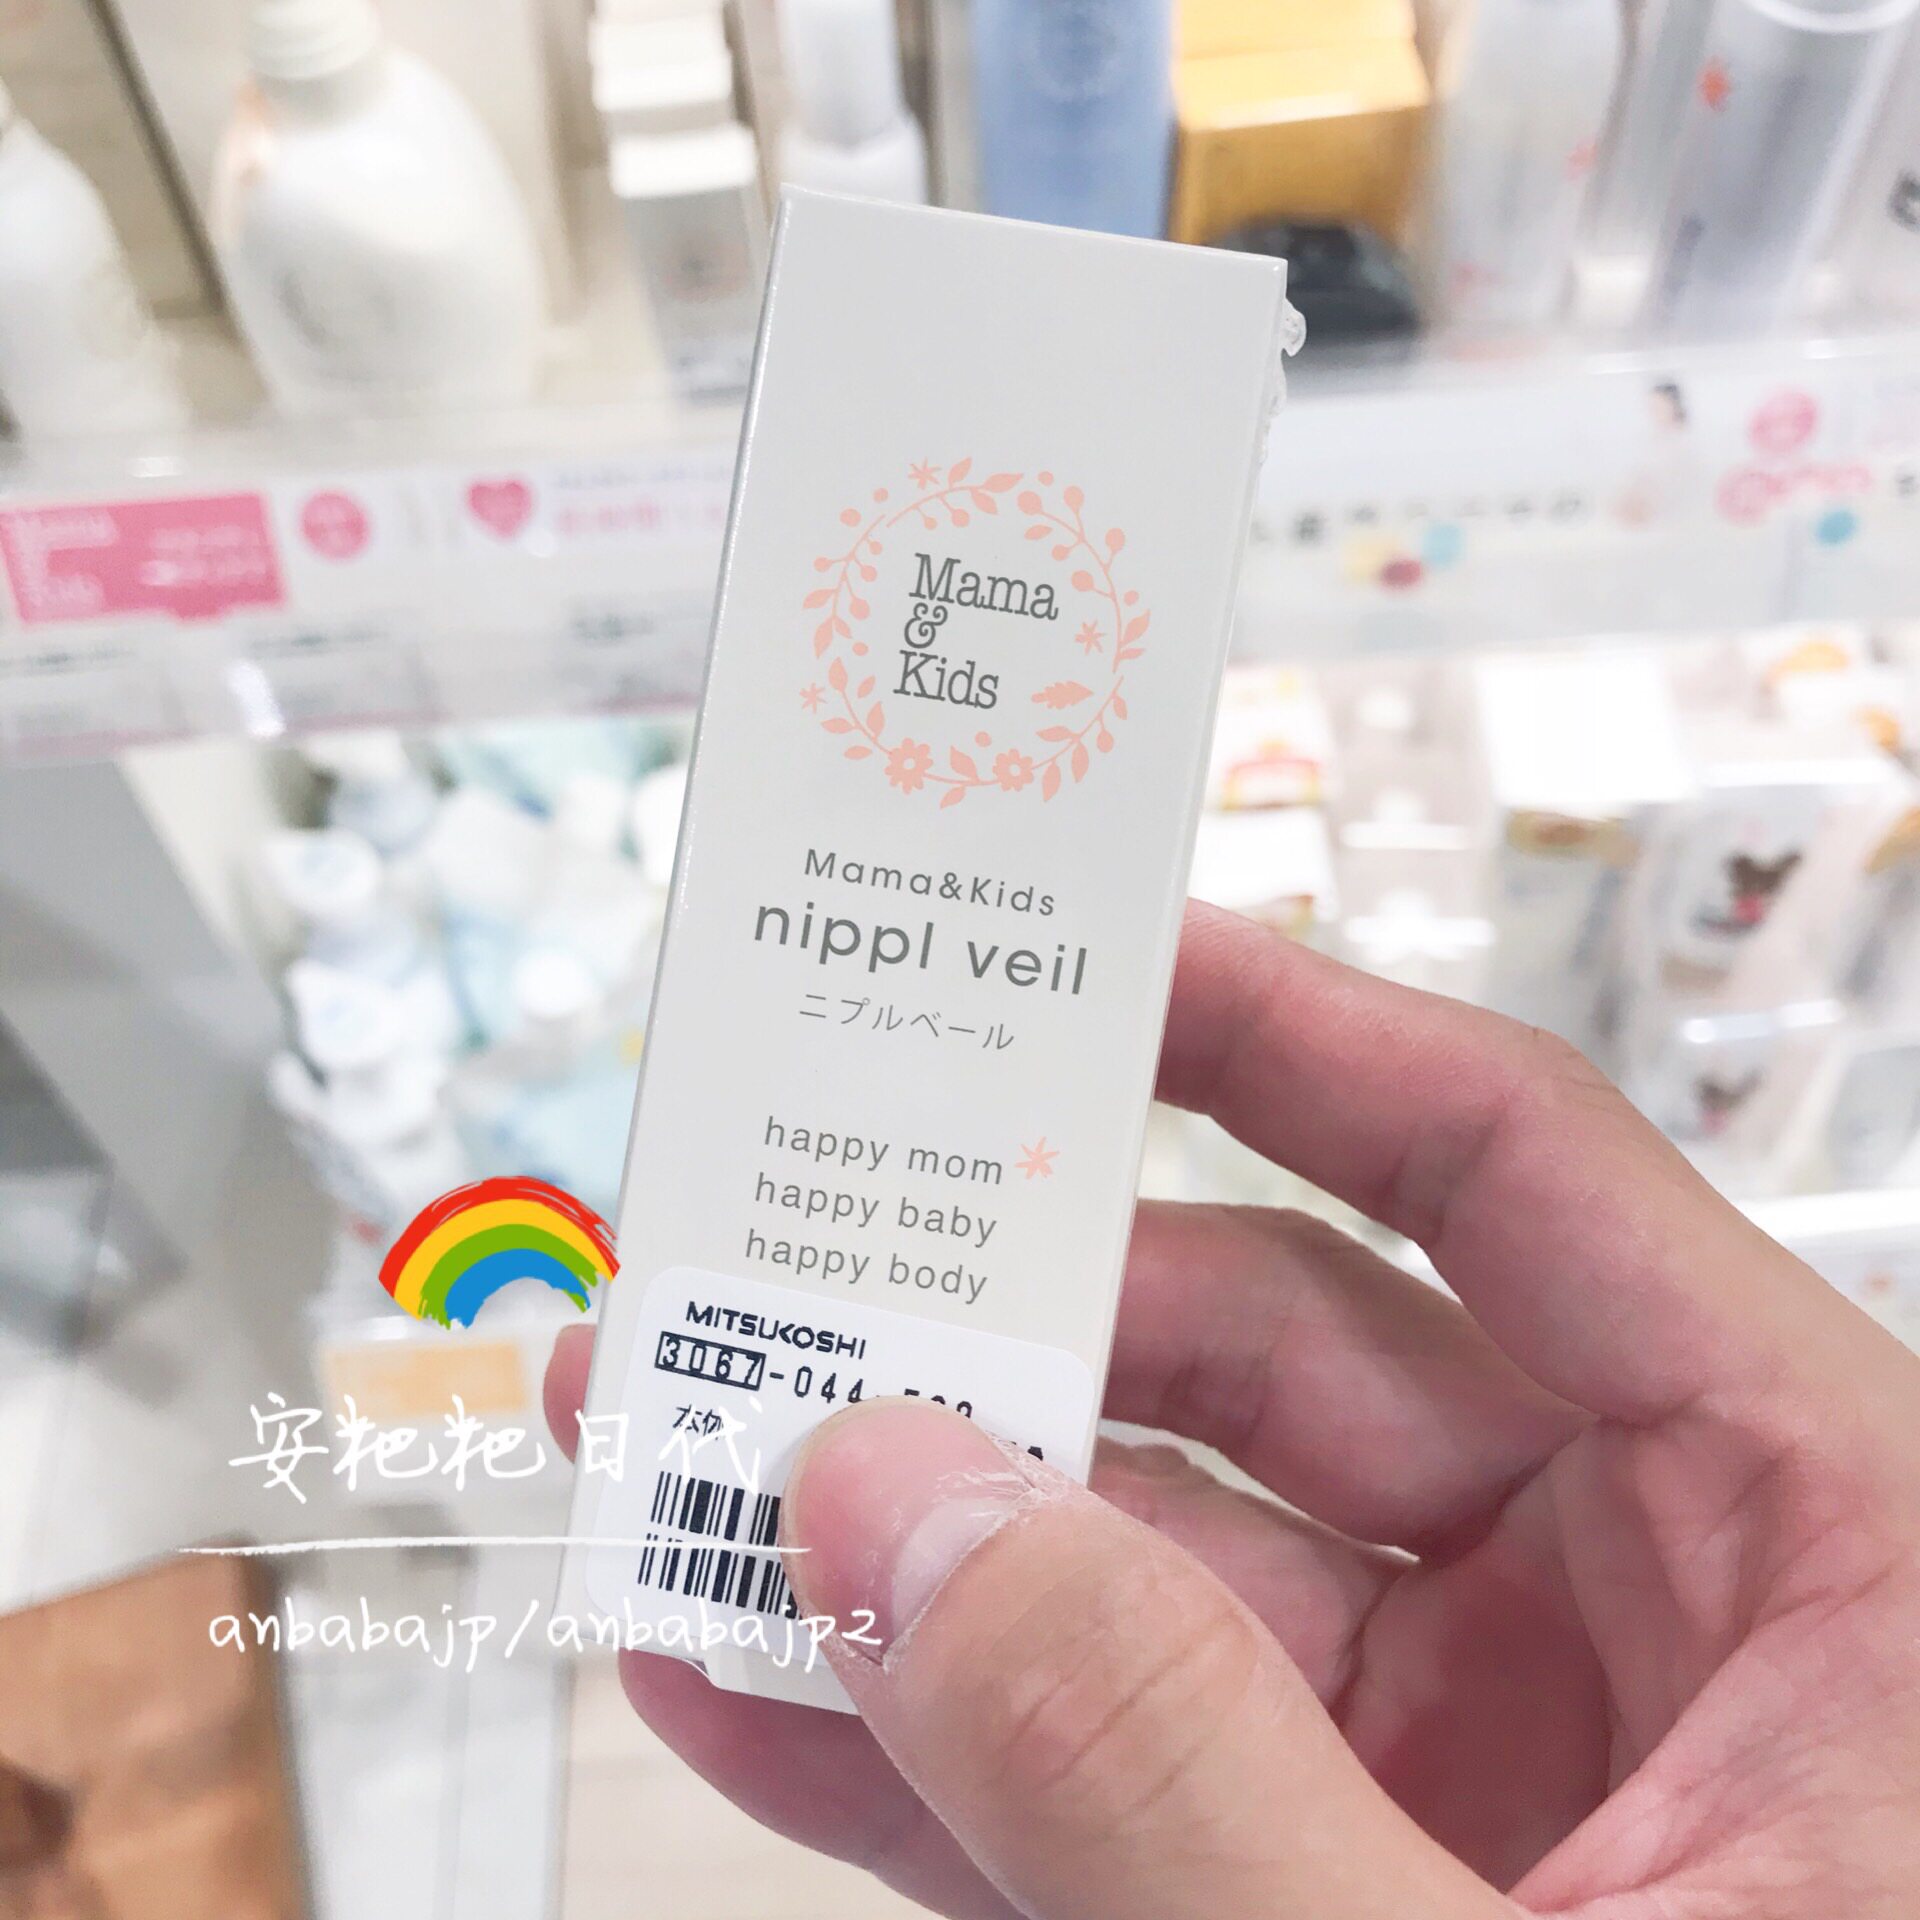 Mama
&
Kids
Mama&Kids
nippl veil
ニプルベール
happy mom
happy baby
happy body
MITSUKOSHI
3067-044-
安粑粑日代
anbabajp/anbabajp2